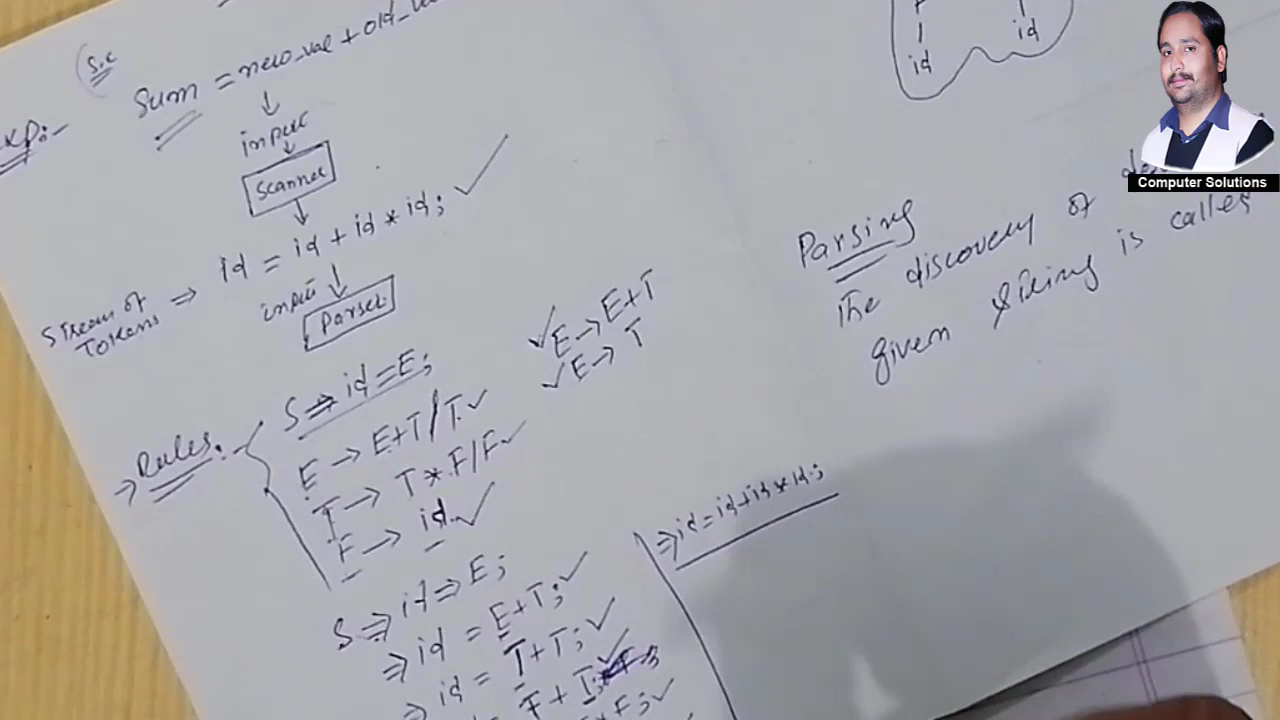 S.C
Sum = new_val + old_
input
Scanner
Stream of Tokens ⇒ id = id + id * id; ✓
input
Parser
✓ E → E+T
✓ E → T
⇒ Rules:-
S ⇒ id = E;
E → E+T/T ✓
T → T * F/F ✓
F → id ✓
S ⇒ id ⇒ E;
⇒ id = E+T; ✓
⇒ id = T+T; ✓
F + T; ✓
F; ✓
⇒ id = id + id * id;
id
id
Parsing
The discovery of
given string is called
Computer Solutions